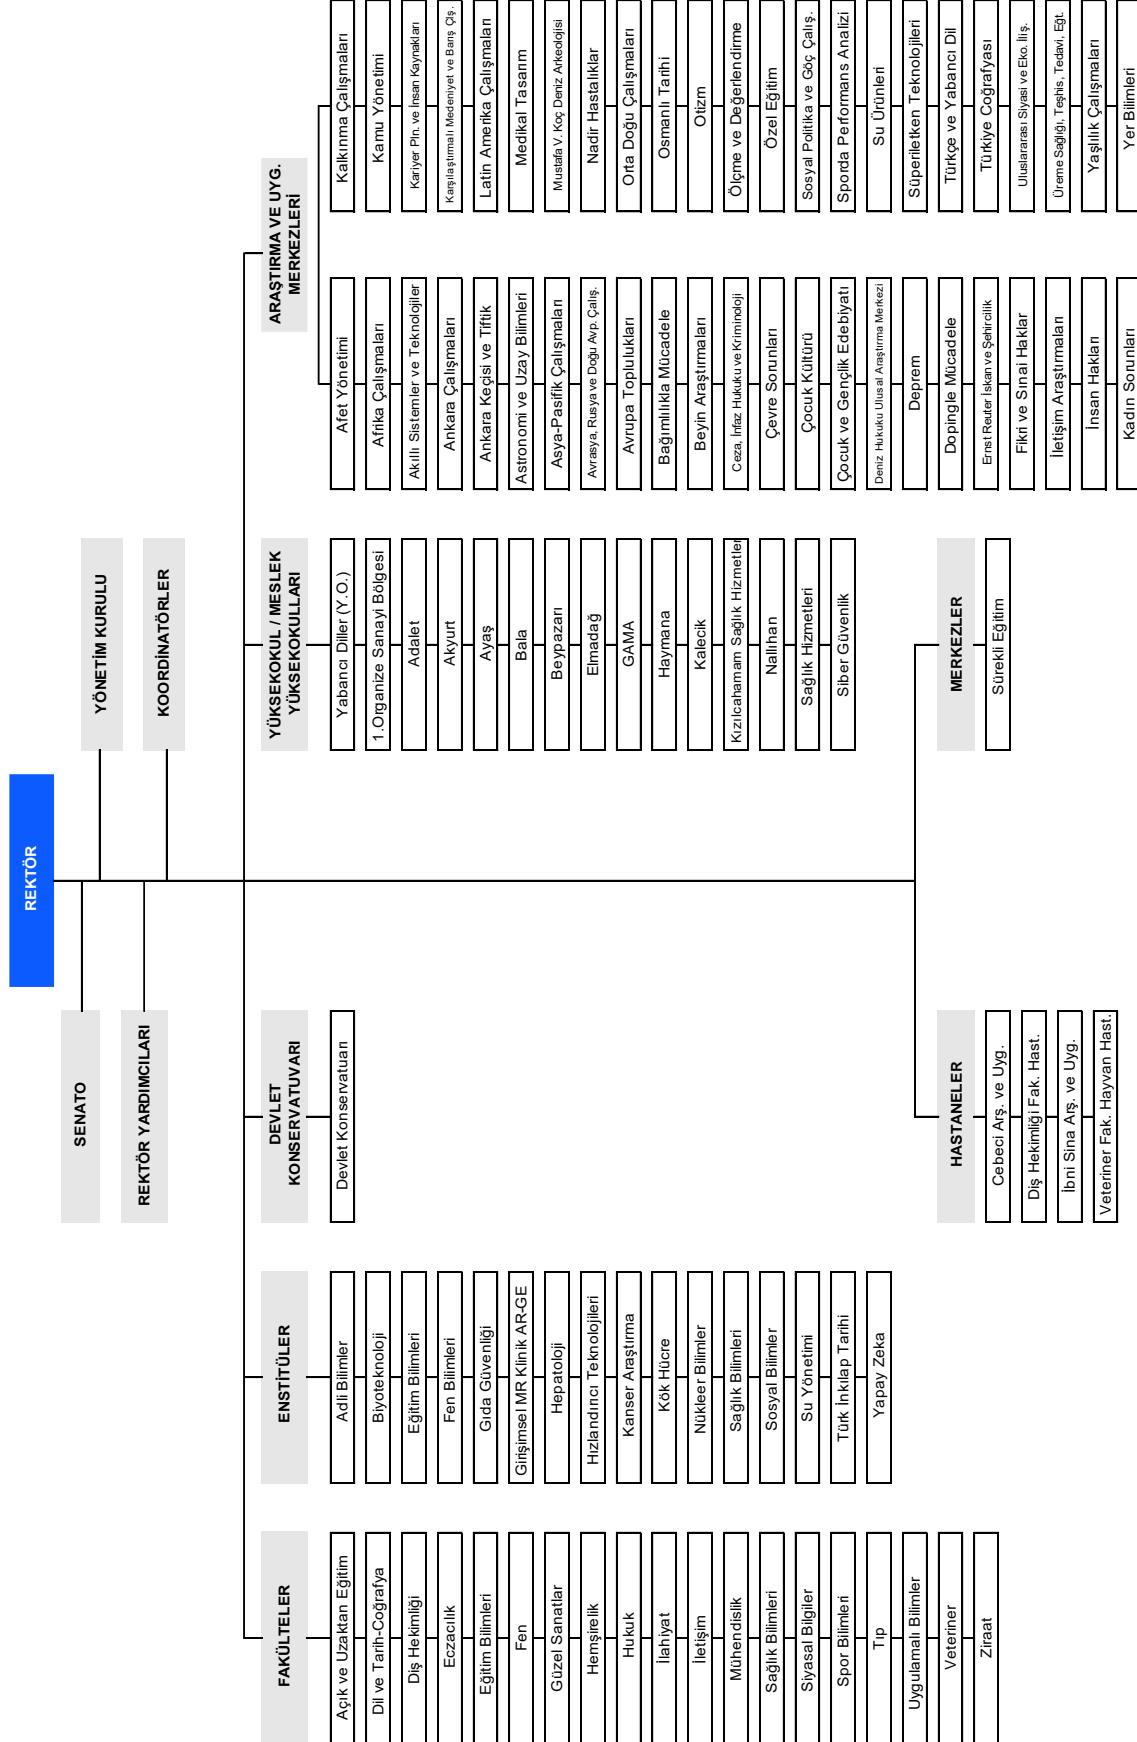 REKTÖR
SENATO
YÖNETİM KURULU
REKTÖR YARDIMCILARI
KOORDİNATÖRLER
FAKÜLTELER
Açık ve Uzaktan Eğitim
Dil ve Tarih-Coğrafya
Diş Hekimliği
Eczacılık
Eğitim Bilimleri
Fen
Güzel Sanatlar
Hemşirelik
Hukuk
İlahiyat
İletişim
Mühendislik
Sağlık Bilimleri
Siyasal Bilgiler
Spor Bilimleri
Tıp
Uygulamalı Bilimler
Veteriner
Ziraat
ENSTİTÜLER
Adli Bilimler
Biyoteknoloji
Eğitim Bilimleri
Fen Bilimleri
Gıda Güvenliği
Girişimsel MR Klinik AR-GE
Hepatoloji
Hızlandırıcı Teknolojileri
Kanser Araştırma
Kök Hücre
Nükleer Bilimler
Sağlık Bilimleri
Sosyal Bilimler
Su Yönetimi
Türk İnkılap Tarihi
Yapay Zeka
DEVLET
KONSERVATUVARI
Devlet Konservatuarı
YÜKSEKOKUL / MESLEK
YÜKSEKOKULLARI
Yabancı Diller (Y.O.)
1.Organize Sanayi Bölgesi
Adalet
Akyurt
Ayaş
Bala
Beypazarı
Elmadağ
GAMA
Haymana
Kalecik
Kızılcahamam Sağlık Hizmetler
Nallıhan
Sağlık Hizmetleri
Siber Güvenlik
ARAŞTIRMA VE UYG.
MERKEZLERİ
Afet Yönetimi
Afrika Çalışmaları
Akıllı Sistemler ve Teknolojiler
Ankara Çalışmaları
Ankara Keçisi ve Tiftik
Astronomi ve Uzay Bilimleri
Asya-Pasifik Çalışmaları
Avrasya, Rusya ve Doğu Avp. Çalış.
Avrupa Toplulukları
Bağımlılıkla Mücadele
Beyin Araştırmaları
Ceza, İnfaz Hukuku ve Kriminoloji
Çevre Sorunları
Çocuk Kültürü
Çocuk ve Gençlik Edebiyatı
Deniz Hukuku Ulusal Araştırma Merkezi
Deprem
Dopingle Mücadele
Ernst Reuter İskan ve Şehircilik
Fikri ve Sınai Haklar
İletişim Araştırmaları
İnsan Hakları
Kadın Sorunları
Kalkınma Çalışmaları
Kamu Yönetimi
Kariyer Pln. ve İnsan Kaynakları
Karşılaştırmalı Medeniyet ve Barış Çlş.
Latin Amerika Çalışmaları
Medikal Tasarım
Mustafa V. Koç Deniz Arkeolojisi
Nadir Hastalıklar
Orta Doğu Çalışmaları
Osmanlı Tarihi
Otizm
Ölçme ve Değerlendirme
Özel Eğitim
Sosyal Politika ve Göç Çalış.
Sporda Performans Analizi
Su Ürünleri
Süperiletken Teknolojileri
Türkçe ve Yabancı Dil
Türkiye Coğrafyası
Uluslararası Siyasi ve Eko. İliş.
Üreme Sağlığı, Teşhis, Tedavi, Eğt.
Yaşlılık Çalışmaları
Yer Bilimleri
HASTANELER
Cebeci Arş. ve Uyg.
Diş Hekimliği Fak. Hast.
İbni Sina Arş. ve Uyg.
Veteriner Fak. Hayvan Hast.
MERKEZLER
Sürekli Eğitim